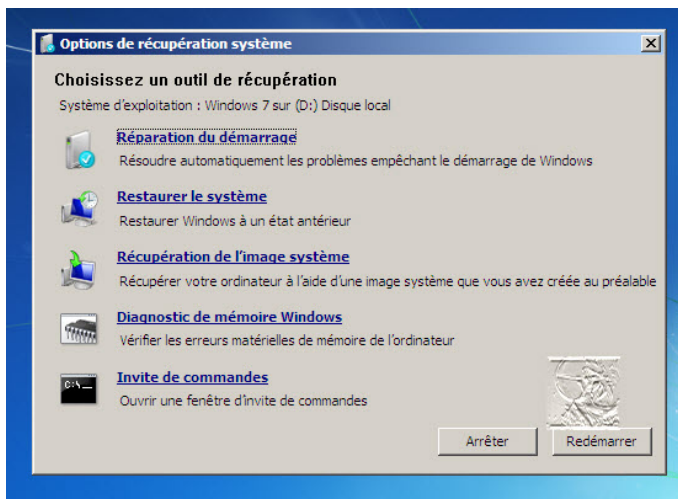 Options de récupération système
Choisissez un outil de récupération
Système d'exploitation : Windows 7 sur (D:) Disque local
Réparation du démarrage
Résoudre automatiquement les problèmes empêchant le démarrage de Windows
Restaurer le système
Restaurer Windows à un état antérieur
Récupération de l'image système
Récupérer votre ordinateur à l'aide d'une image système que vous avez créée au préalable
Diagnostic de mémoire Windows
Vérifier les erreurs matérielles de mémoire de l'ordinateur
C:\_
Invite de commandes
Ouvrir une fenêtre d'invite de commandes
Arrêter
Redémarrer